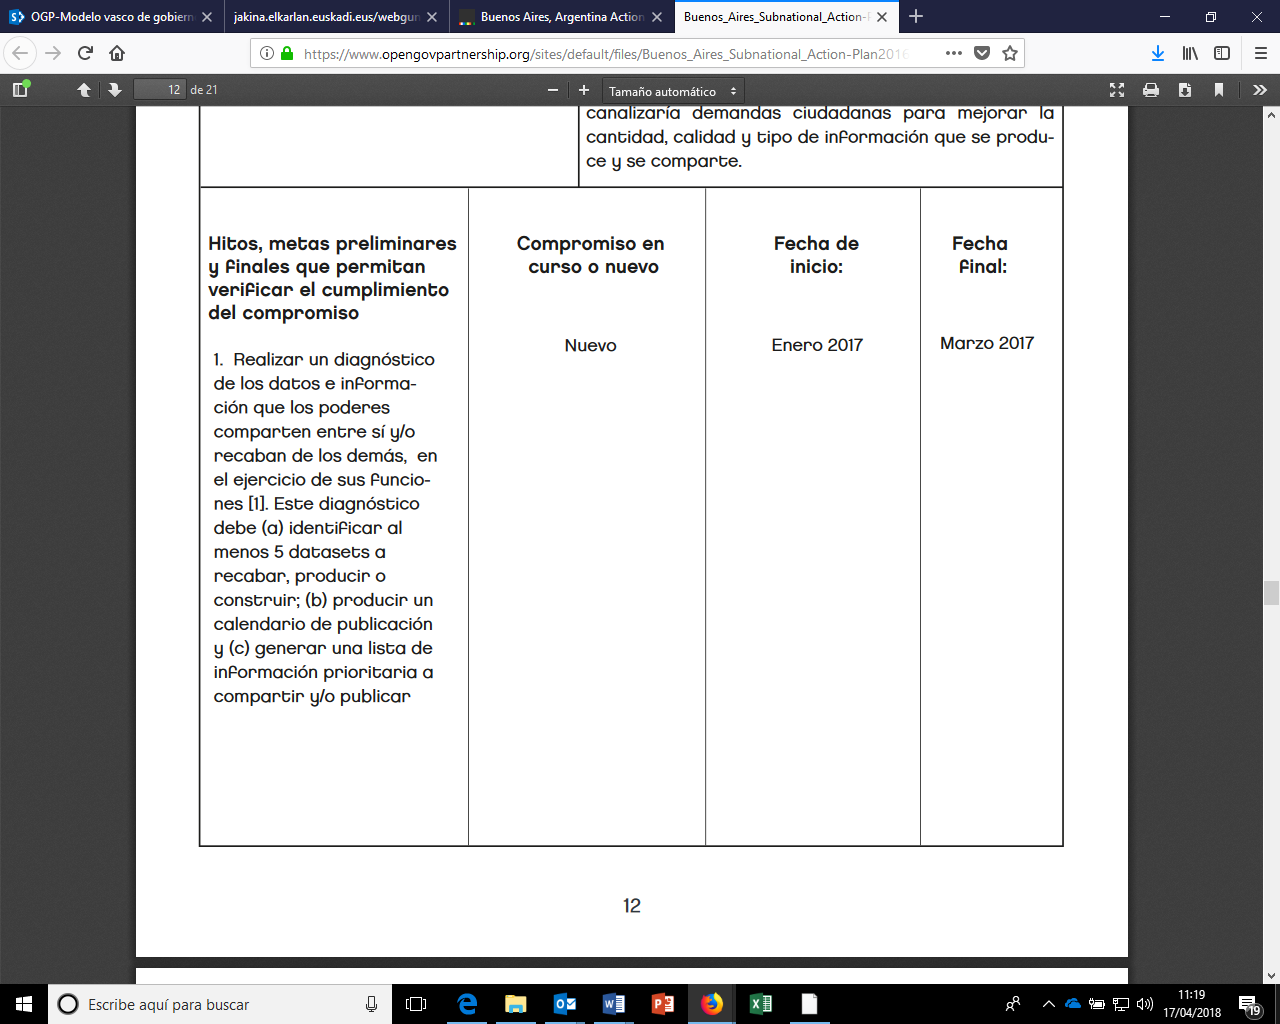 OGP-Modelo vasco de gobiern
jakina.elkarlan.euskadi.eus/webgun
Buenos Aires, Argentina Action
Buenos_Aires_Subnational_Action-
https://www.opengovpartnership.org/sites/default/files/Buenos_Aires_Subnational_Action-Plan2016
12 de 21
Tamaño automático
canalizaría demandas ciudadanas para mejorar la
cantidad, calidad y tipo de información que se produ-
ce y se comparte.
Hitos, metas preliminares
y finales que permitan
verificar el cumplimiento
del compromiso
1. Realizar un diagnóstico
de los datos e informa-
ción que los poderes
comparten entre sí y/o
recaban de los demás, en
el ejercicio de sus funcio-
nes [1]. Este diagnóstico
debe (a) identificar al
menos 5 datasets a
recabar, producir o
construir; (b) producir un
calendario de publicación
y (c) generar una lista de
información prioritaria a
compartir y/o publicar
Compromiso en
curso o nuevo
Nuevo
Fecha de
inicio:
Enero 2017
Fecha
final:
Marzo 2017
12
Escribe aquí para buscar
11:19
17/04/2018
19